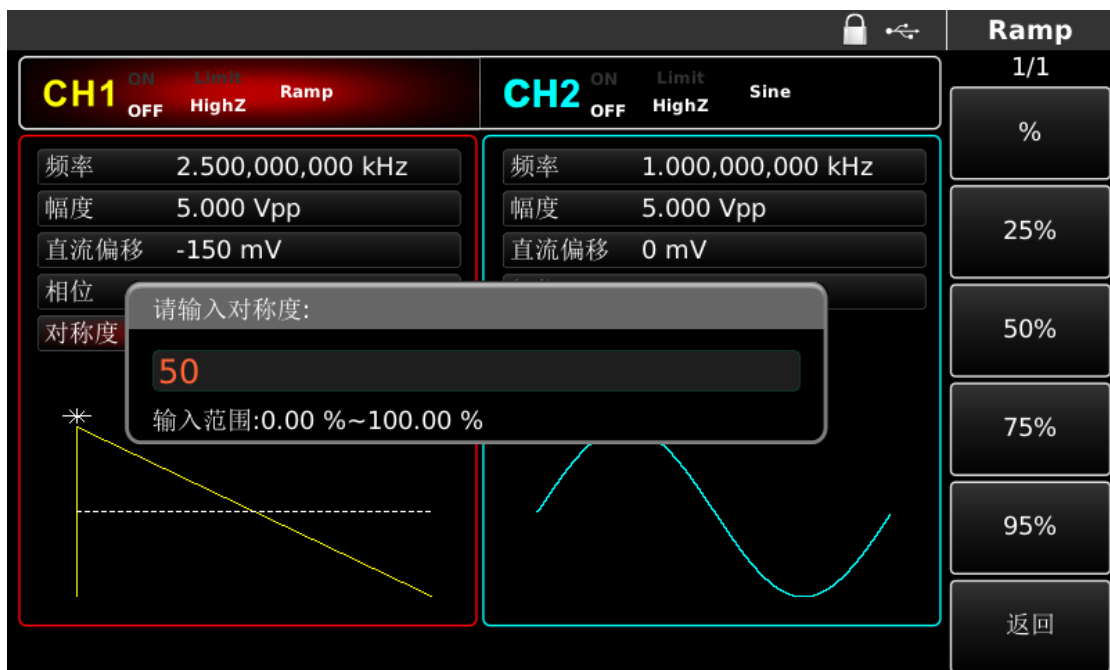 Ramp
1/1
CH1 ON OFF Limit HighZ Ramp
CH2 ON OFF Limit HighZ Sine
频率 2.500,000,000 kHz
幅度 5.000 Vpp
直流偏移 -150 mV
相位
对称度
频率 1.000,000,000 kHz
幅度 5.000 Vpp
直流偏移 0 mV
请输入对称度:
50
输入范围:0.00 %~100.00 %
%
25%
50%
75%
95%
返回